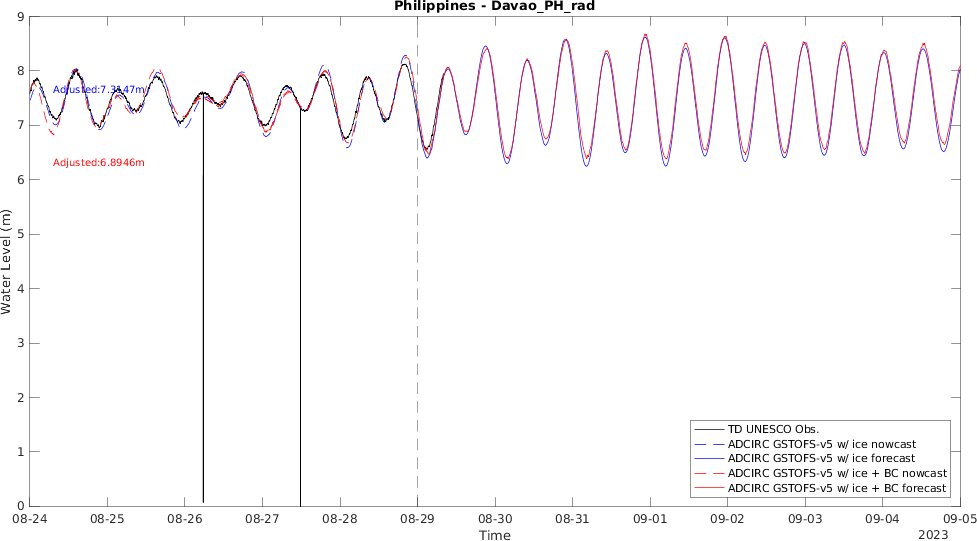 Philippines - Davao_PH_rad
9
8
7
6
5
4
3
2
1
0
Water Level (m)
Adjusted:7.3547m
Adjusted:6.8946m
TD UNESCO Obs.
ADCIRC GSTOFS-v5 w/ ice nowcast
ADCIRC GSTOFS-v5 w/ ice forecast
ADCIRC GSTOFS-v5 w/ ice + BC nowcast
ADCIRC GSTOFS-v5 w/ ice + BC forecast
08-24 08-25 08-26 08-27 08-28 08-29 08-30 08-31 09-01 09-02 09-03 09-04 09-05
Time
2023